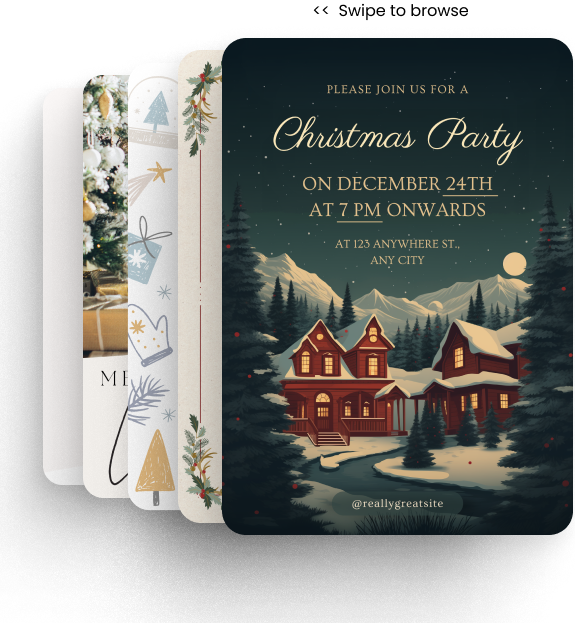 << Swipe to browse
PLEASE JOIN US FOR A
Christmas Party
ON DECEMBER 24TH
AT 7 PM ONWARDS
AT 123 ANYWHERE ST.,
ANY CITY
@reallygreatsite